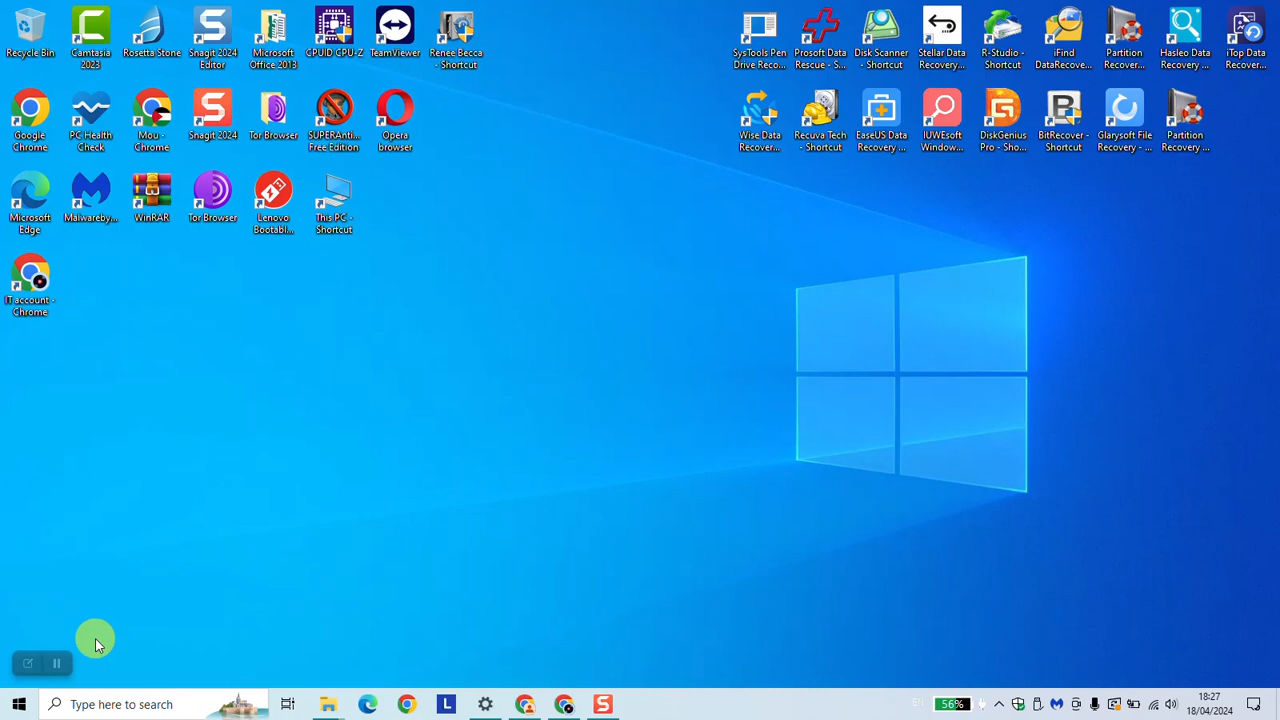 Recycle Bin
Camtasia
2023
Rosetta Stone
Snagit 2024
Editor
Microsoft
Office 2013
CPUID CPU-Z
TeamViewer
Renee Becca
- Shortcut
SysTools Pen
Drive Reco...
Prosoft Data
Rescue - S...
Disk Scanner
- Shortcut
Stellar Data
Recovery...
R-Studio -
Shortcut
iFind
DataRecove...
Partition
Recover...
Hasleo Data
Recovery ...
iTop Data
Recover...
Google
Chrome
PC Health
Check
Mou -
Chrome
Snagit 2024
Tor Browser
SUPERAnti...
Free Edition
Opera
browser
Wise Data
Recover...
Recuva Tech
- Shortcut
EaseUS Data
Recovery ...
IUWEsoft
Window...
DiskGenius
Pro - Sho...
BitRecover -
Shortcut
Glarysoft File
Recovery - ...
Partition
Recovery ...
Microsoft
Edge
Malwareby...
WinRAR
Tor Browser
Lenovo
Bootabl...
This PC -
Shortcut
IT account -
Chrome
Type here to search
L
EN
56%
18:27
18/04/2024